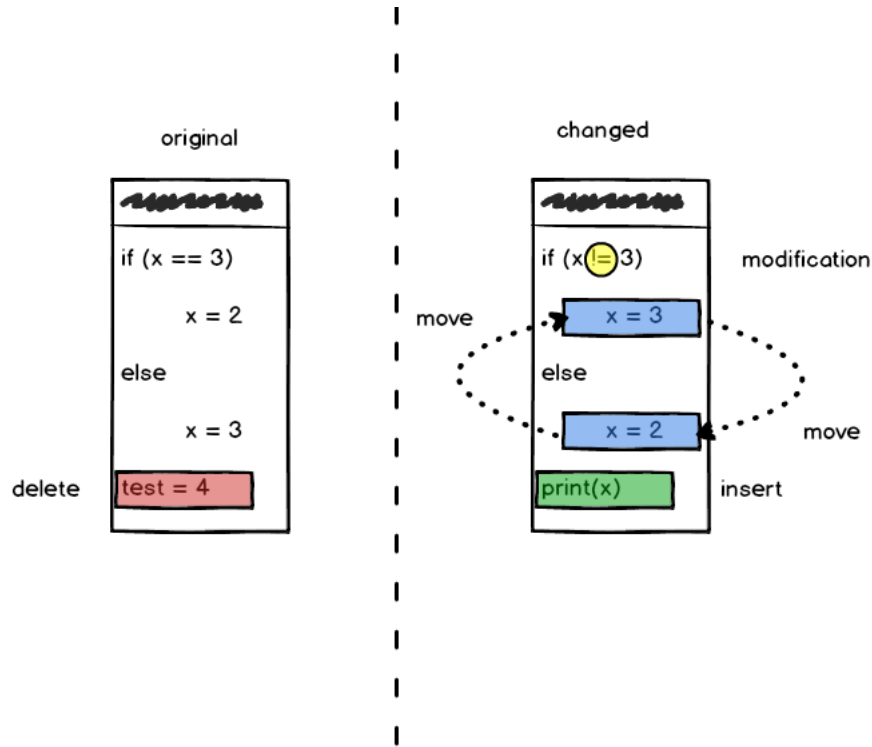 original
if (x == 3)
x = 2
else
x = 3
delete
test = 4
changed
if (x != 3)
modification
move
x = 3
else
x = 2
move
print(x)
insert